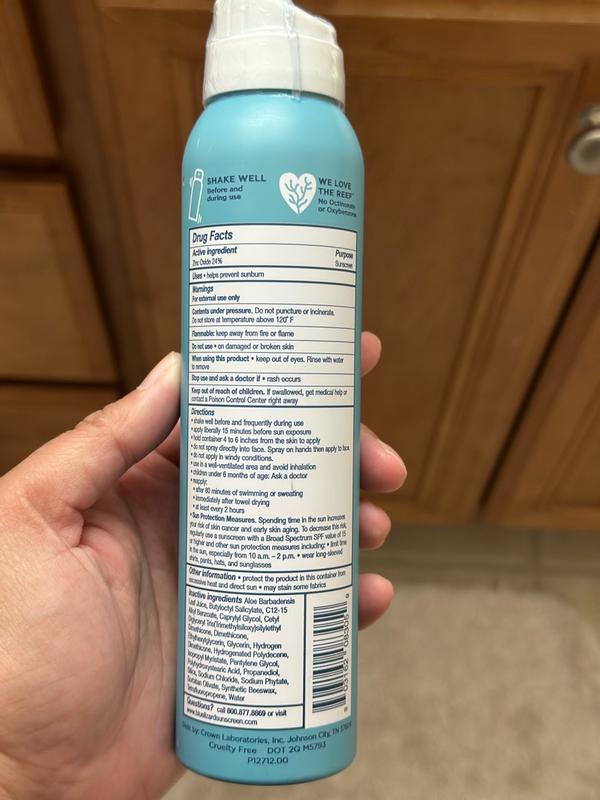 SHAKE WELL
Before and
during use
WE LOVE
THE REEF™
No Octinoxate
or Oxybenzone
Drug Facts
Active ingredient Purpose
Zinc Oxide 24% Sunscreen
Uses • helps prevent sunburn
Warnings
For external use only
Contents under pressure. Do not puncture or incinerate.
Do not store at temperature above 120° F
Flammable: keep away from fire or flame
Do not use • on damaged or broken skin
When using this product • keep out of eyes. Rinse with water
to remove
Stop use and ask a doctor if • rash occurs
Keep out of reach of children. If swallowed, get medical help or
contact a Poison Control Center right away
Directions
• shake well before and frequently during use
• apply liberally 15 minutes before sun exposure
• hold container 4 to 6 inches from the skin to apply
• do not spray directly into face. Spray on hands then apply to face.
• do not apply in windy conditions.
• use in a well-ventilated area and avoid inhalation
• children under 6 months of age: Ask a doctor
• reapply:
• after 80 minutes of swimming or sweating
• immediately after towel drying
• at least every 2 hours
• Sun Protection Measures. Spending time in the sun increases
your risk of skin cancer and early skin aging. To decrease this risk,
regularly use a sunscreen with a Broad Spectrum SPF value of 15
or higher and other sun protection measures including: • limit time
in the sun, especially from 10 a.m. – 2 p.m. • wear long-sleeved
shirts, pants, hats, and sunglasses
Other information • protect the product in this container from
excessive heat and direct sun • may stain some fabrics
Inactive ingredients Aloe Barbadensis
Leaf Juice, Butyloctyl Salicylate, C12-15
Alkyl Benzoate, Caprylyl Glycol, Cetyl
Diglyceryl Tris(Trimethylsiloxy)silylethyl
Dimethicone, Dimethicone,
Ethylhexylglycerin, Glycerin, Hydrogen
Dimethicone, Hydrogenated Polydecene,
Isopropyl Myristate, Pentylene Glycol,
Polyhydroxystearic Acid, Propanediol,
Silica, Sodium Chloride, Sodium Phytate,
Sorbitan Olivate, Synthetic Beeswax,
Tetrafluoropropene, Water
Questions? call 800.877.8869 or visit
www.bluelizardsunscreen.com
by: Crown Laboratories, Inc. Johnson City, TN 37604
Cruelty Free DOT 2Q M5793
P12712.00